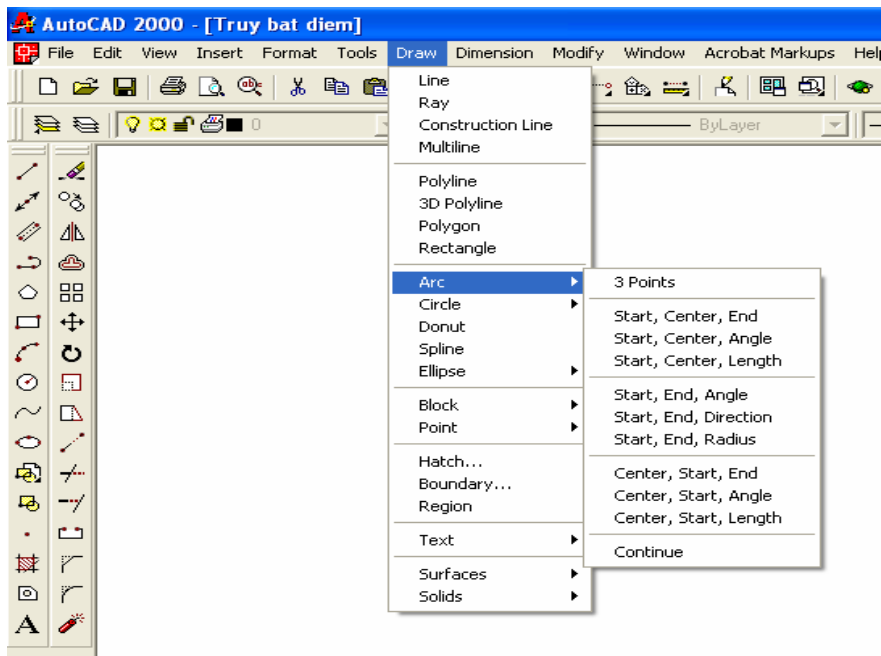 AutoCAD 2000 - [Truy bat diem]
File Edit View Insert Format Tools Draw Dimension Modify Window Acrobat Markups Help
0
ByLayer
Line
Ray
Construction Line
Multiline
Polyline
3D Polyline
Polygon
Rectangle
Arc
Circle
Donut
Spline
Ellipse
Block
Point
Hatch...
Boundary...
Region
Text
Surfaces
Solids
3 Points
Start, Center, End
Start, Center, Angle
Start, Center, Length
Start, End, Angle
Start, End, Direction
Start, End, Radius
Center, Start, End
Center, Start, Angle
Center, Start, Length
Continue
A